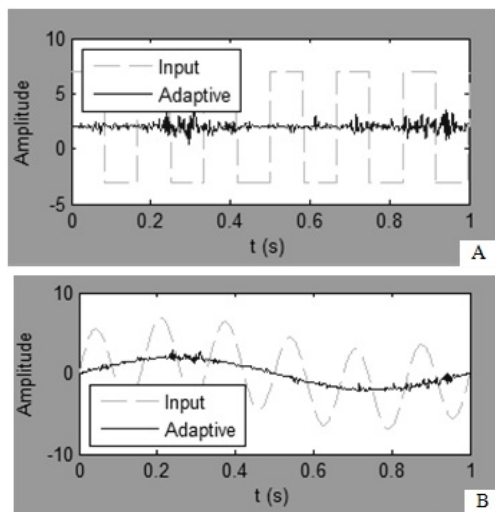 10
Input
Adaptive
5
Amplitude
0
-5
0 0.2 0.4 0.6 0.8 1
t (s)
A
10
Amplitude
0
Input
Adaptive
-10
0 0.2 0.4 0.6 0.8 1
t (s)
B